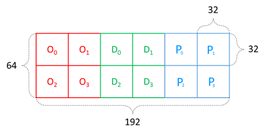 32
O₀ O₁ D₀ D₁ P₀ P₁ 32
64
O₂ O₃ D₂ D₃ P₂ P₃
192